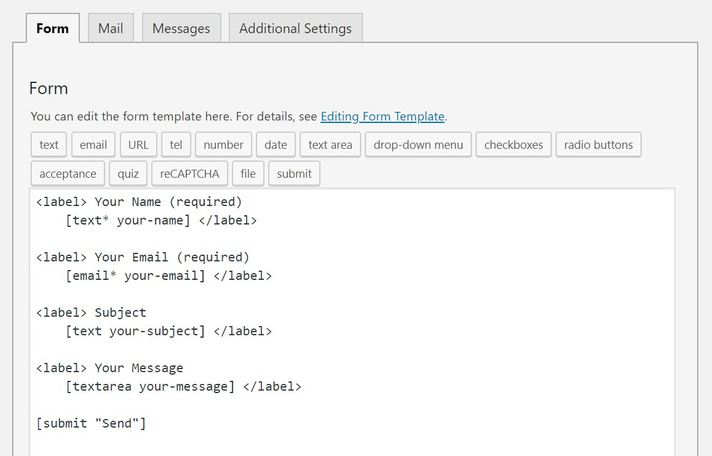 Form Mail Messages Additional Settings
Form
You can edit the form template here. For details, see Editing Form Template.
text email URL tel number date text area drop-down menu checkboxes radio buttons
acceptance quiz reCAPTCHA file submit
<label> Your Name (required)
    [text* your-name] </label>

<label> Your Email (required)
    [email* your-email] </label>

<label> Subject
    [text your-subject] </label>

<label> Your Message
    [textarea your-message] </label>

[submit "Send"]